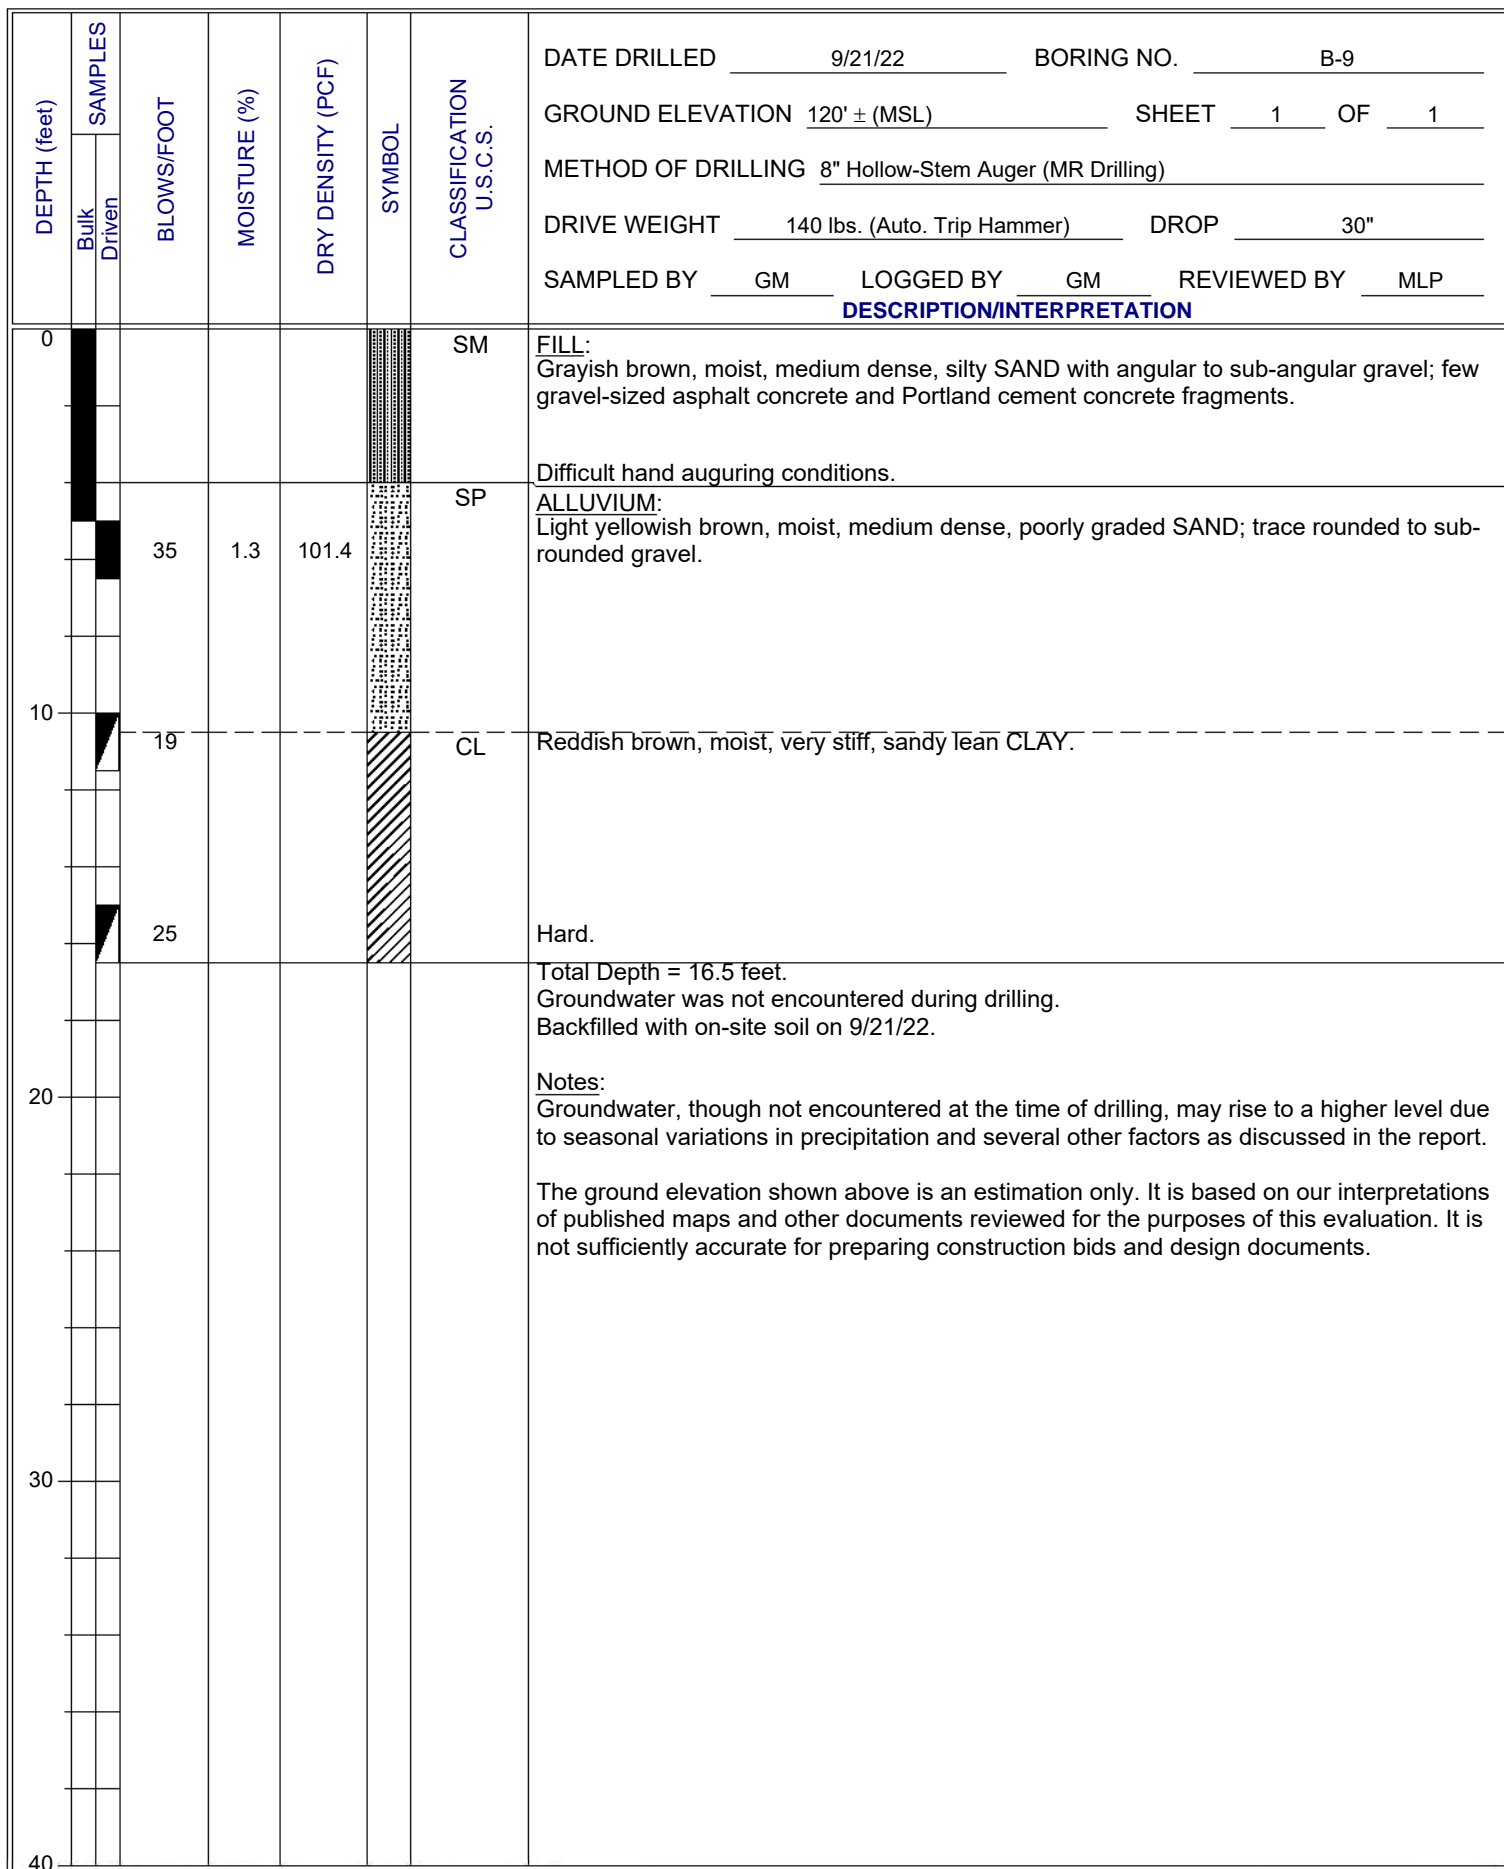 DEPTH (feet)
SAMPLES
Bulk
Driven
BLOWS/FOOT
MOISTURE (%)
DRY DENSITY (PCF)
SYMBOL
CLASSIFICATION
U.S.C.S.
DATE DRILLED 9/21/22 BORING NO. B-9
GROUND ELEVATION 120' ± (MSL) SHEET 1 OF 1
METHOD OF DRILLING 8" Hollow-Stem Auger (MR Drilling)
DRIVE WEIGHT 140 lbs. (Auto. Trip Hammer) DROP 30"
SAMPLED BY GM LOGGED BY GM REVIEWED BY MLP
DESCRIPTION/INTERPRETATION
0 SM FILL:
Grayish brown, moist, medium dense, silty SAND with angular to sub-angular gravel; few
gravel-sized asphalt concrete and Portland cement concrete fragments.
Difficult hand auguring conditions.
SP ALLUVIUM:
Light yellowish brown, moist, medium dense, poorly graded SAND; trace rounded to sub-
35 1.3 101.4 rounded gravel.
10
19 CL Reddish brown, moist, very stiff, sandy lean CLAY.
25 Hard.
Total Depth = 16.5 feet.
Groundwater was not encountered during drilling.
Backfilled with on-site soil on 9/21/22.
Notes:
20 Groundwater, though not encountered at the time of drilling, may rise to a higher level due
to seasonal variations in precipitation and several other factors as discussed in the report.
The ground elevation shown above is an estimation only. It is based on our interpretations
of published maps and other documents reviewed for the purposes of this evaluation. It is
not sufficiently accurate for preparing construction bids and design documents.
30
40